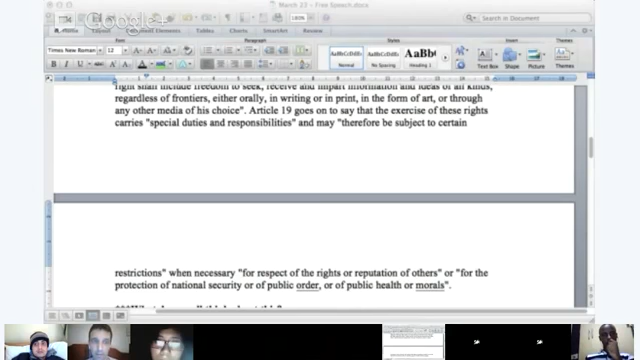 Google+
March 23 – Free Speech.docx
Search in Document
Tables Charts SmartArt Review
Font Paragraph Styles Insert Themes
Times New Roman 12
AaBbCcDdEe AaBbCcDdEe AaBbC
Normal No Spacing Heading 1 Text Box Shape Picture Themes
right shall include freedom to seek, receive and impart information and ideas of all kinds,
regardless of frontiers, either orally, in writing or in print, in the form of art, or through
any other media of his choice". Article 19 goes on to say that the exercise of these rights
carries "special duties and responsibilities" and may "therefore be subject to certain
restrictions" when necessary "for respect of the rights or reputation of others" or "for the
protection of national security or of public order, or of public health or morals".